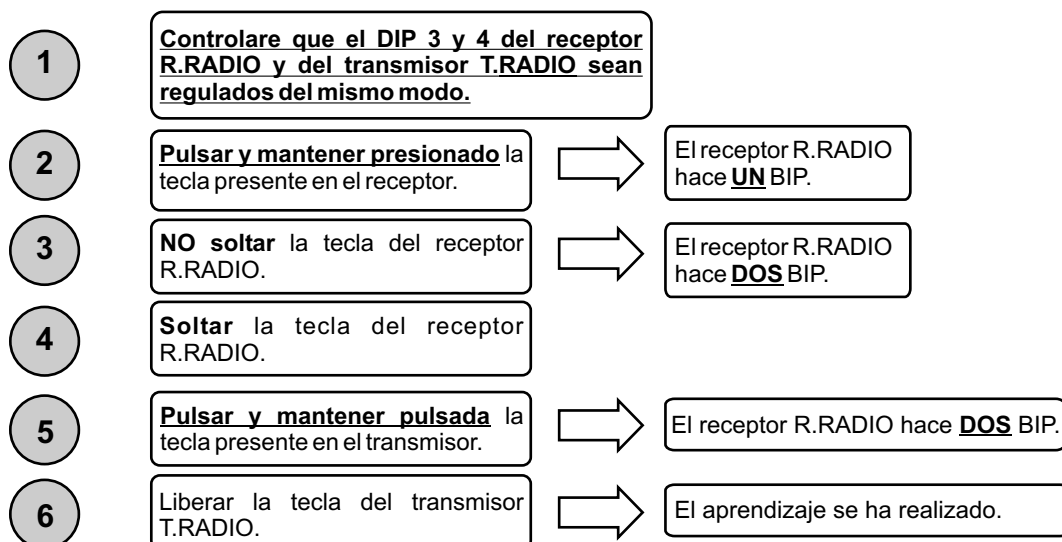 1
Controlare que el DIP 3 y 4 del receptor
R.RADIO y del transmisor T.RADIO sean
regulados del mismo modo.
2
Pulsar y mantener presionado la
tecla presente en el receptor.
El receptor R.RADIO
hace UN BIP.
3
NO soltar la tecla del receptor
R.RADIO.
El receptor R.RADIO
hace DOS BIP.
4
Soltar la tecla del receptor
R.RADIO.
5
Pulsar y mantener pulsada la
tecla presente en el transmisor.
El receptor R.RADIO hace DOS BIP.
6
Liberar la tecla del transmisor
T.RADIO.
El aprendizaje se ha realizado.